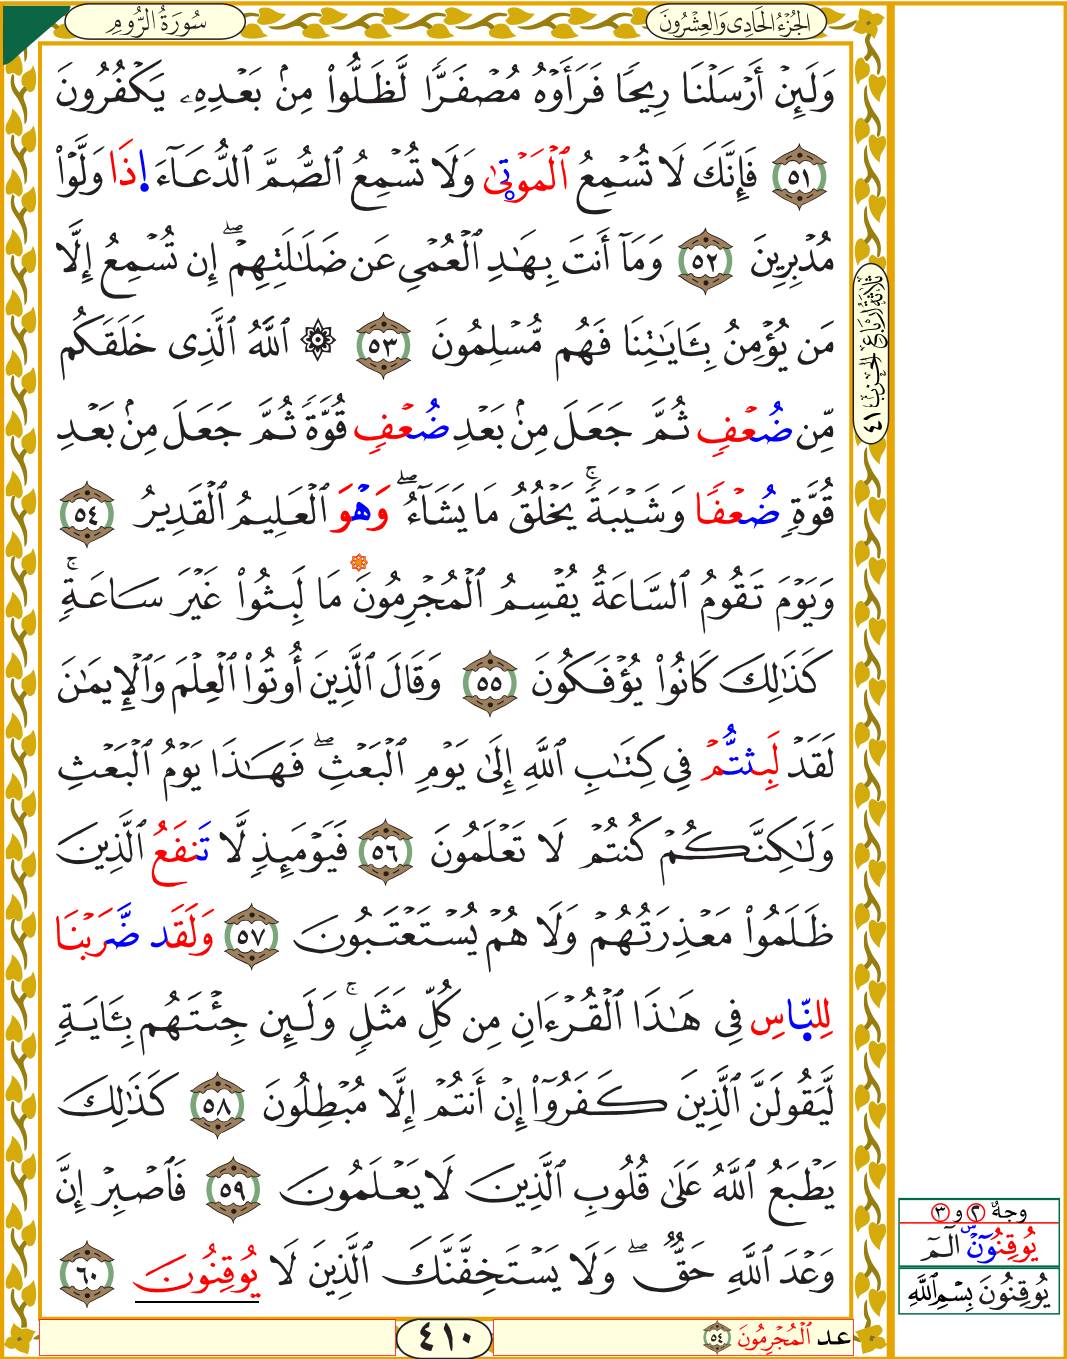 سُورَةُ الرُّومِ
الجُزْءُ الحَادِى وَالعِشْرُونَ
وَلَئِنْ أَرْسَلْنَا رِيحًا فَرَأَوْهُ مُصْفَرًّا لَّظَلُّوا۟ مِنۢ بَعْدِهِۦ يَكْفُرُونَ
٥١ فَإِنَّكَ لَا تُسْمِعُ ٱلْمَوْتَىٰ وَلَا تُسْمِعُ ٱلصُّمَّ ٱلدُّعَآءَ إِذَا وَلَّوْا۟
مُدْبِرِينَ ٥٢ وَمَآ أَنتَ بِهَـٰدِ ٱلْعُمْىِ عَن ضَلَـٰلَتِهِمْ ۖ إِن تُسْمِعُ إِلَّا
مَن يُؤْمِنُ بِـَٔايَـٰتِنَا فَهُم مُّسْلِمُونَ ٥٣ ۞ ٱللَّهُ ٱلَّذِى خَلَقَكُم
مِّن ضُعْفٍ ثُمَّ جَعَلَ مِنۢ بَعْدِ ضُعْفٍ قُوَّةً ثُمَّ جَعَلَ مِنۢ بَعْدِ
قُوَّةٍ ضُعْفًا وَشَيْبَةً ۚ يَخْلُقُ مَا يَشَآءُ ۖ وَهْوَ ٱلْعَلِيمُ ٱلْقَدِيرُ ٥٤
وَيَوْمَ تَقُومُ ٱلسَّاعَةُ يُقْسِمُ ٱلْمُجْرِمُونَ مَا لَبِثُوا۟ غَيْرَ سَاعَةٍ ۚ
كَذَٰلِكَ كَانُوا۟ يُؤْفَكُونَ ٥٥ وَقَالَ ٱلَّذِينَ أُوتُوا۟ ٱلْعِلْمَ وَٱلْإِيمَـٰنَ
لَقَدْ لَبِثتُّمْ فِى كِتَـٰبِ ٱللَّهِ إِلَىٰ يَوْمِ ٱلْبَعْثِ ۖ فَهَـٰذَا يَوْمُ ٱلْبَعْثِ
وَلَـٰكِنَّكُمْ كُنتُمْ لَا تَعْلَمُونَ ٥٦ فَيَوْمَئِذٍ لَّا تَنفَعُ ٱلَّذِينَ
ظَلَمُوا۟ مَعْذِرَتُهُمْ وَلَا هُمْ يُسْتَعْتَبُونَ ٥٧ وَلَقَد ضَّرَبْنَا
لِلنَّاسِ فِى هَـٰذَا ٱلْقُرْءَانِ مِن كُلِّ مَثَلٍ ۚ وَلَئِن جِئْتَهُم بِـَٔايَةٍ
لَّيَقُولَنَّ ٱلَّذِينَ كَفَرُوٓا۟ إِنْ أَنتُمْ إِلَّا مُبْطِلُونَ ٥٨ كَذَٰلِكَ
يَطْبَعُ ٱللَّهُ عَلَىٰ قُلُوبِ ٱلَّذِينَ لَا يَعْلَمُونَ ٥٩ فَٱصْبِرْ إِنَّ
وَعْدَ ٱللَّهِ حَقٌّ ۖ وَلَا يَسْتَخِفَّنَّكَ ٱلَّذِينَ لَا يُوقِنُونَ ٦٠
ثَلَاثَةُ أَرْبَاعِ الحِزْبِ ٤١
وجهُ ٢ و ٣
يُوقِنُونَ س الٓمٓ
يُوقِنُونَ بِسْمِ ٱللَّهِ
عـد ٱلْمُجْرِمُونَ ٥٤
٤١٠